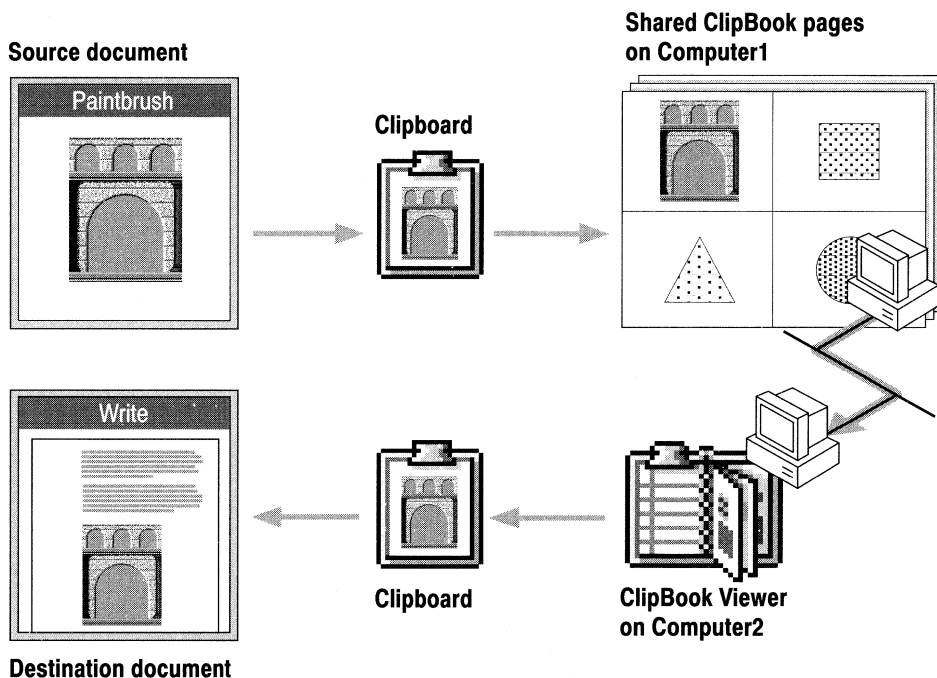 Source document
Paintbrush
Clipboard
Shared ClipBook pages
on Computer1
Write
Destination document
Clipboard
ClipBook Viewer
on Computer2